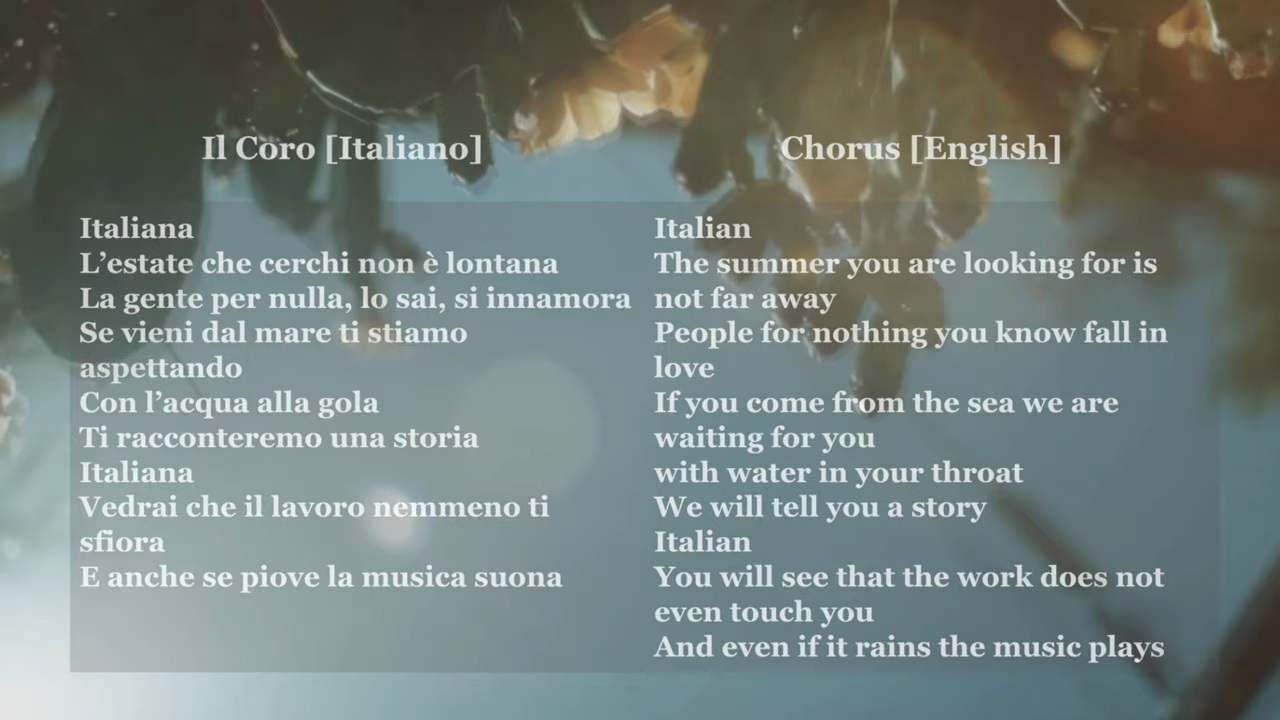 Il Coro [Italiano]
Italiana
L’estate che cerchi non è lontana
La gente per nulla, lo sai, si innamora
Se vieni dal mare ti stiamo
aspettando
Con l’acqua alla gola
Ti racconteremo una storia
Italiana
Vedrai che il lavoro nemmeno ti
sfiora
E anche se piove la musica suona
Chorus [English]
Italian
The summer you are looking for is
not far away
People for nothing you know fall in
love
If you come from the sea we are
waiting for you
with water in your throat
We will tell you a story
Italian
You will see that the work does not
even touch you
And even if it rains the music plays